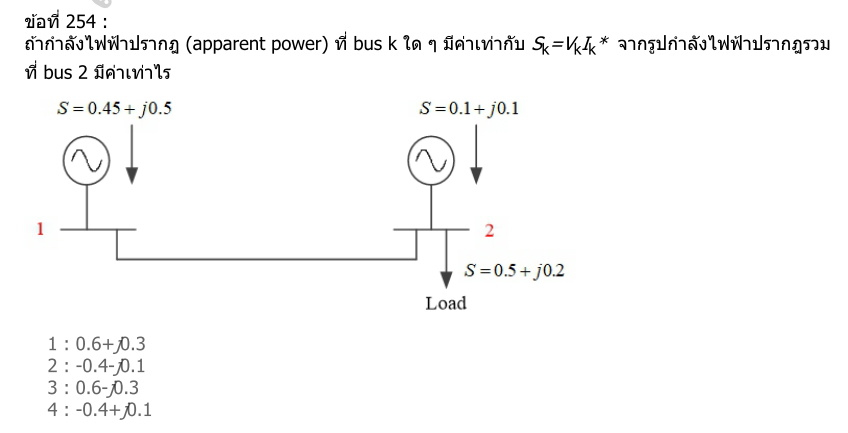 ข้อที่ 254 :
ถ้ากำลังไฟฟ้าปรากฏ (apparent power) ที่ bus k ใด ๆ มีค่าเท่ากับ Sk=VkIk* จากรูปกำลังไฟฟ้าปรากฏรวม
ที่ bus 2 มีค่าเท่าไร
S = 0.45 + j0.5
S = 0.1 + j0.1
1
2
S = 0.5 + j0.2
Load
1 : 0.6+j0.3
2 : -0.4-j0.1
3 : 0.6-j0.3
4 : -0.4+j0.1